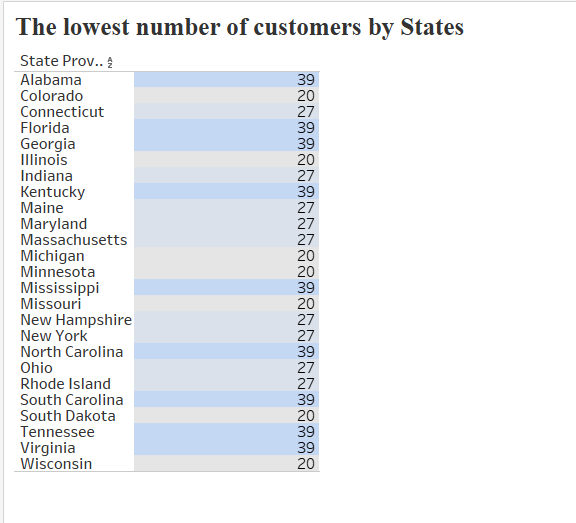 The lowest number of customers by States
State Prov..
Alabama 39
Colorado 20
Connecticut 27
Florida 39
Georgia 39
Illinois 20
Indiana 27
Kentucky 39
Maine 27
Maryland 27
Massachusetts 27
Michigan 20
Minnesota 20
Mississippi 39
Missouri 20
New Hampshire 27
New York 27
North Carolina 39
Ohio 27
Rhode Island 27
South Carolina 39
South Dakota 20
Tennessee 39
Virginia 39
Wisconsin 20